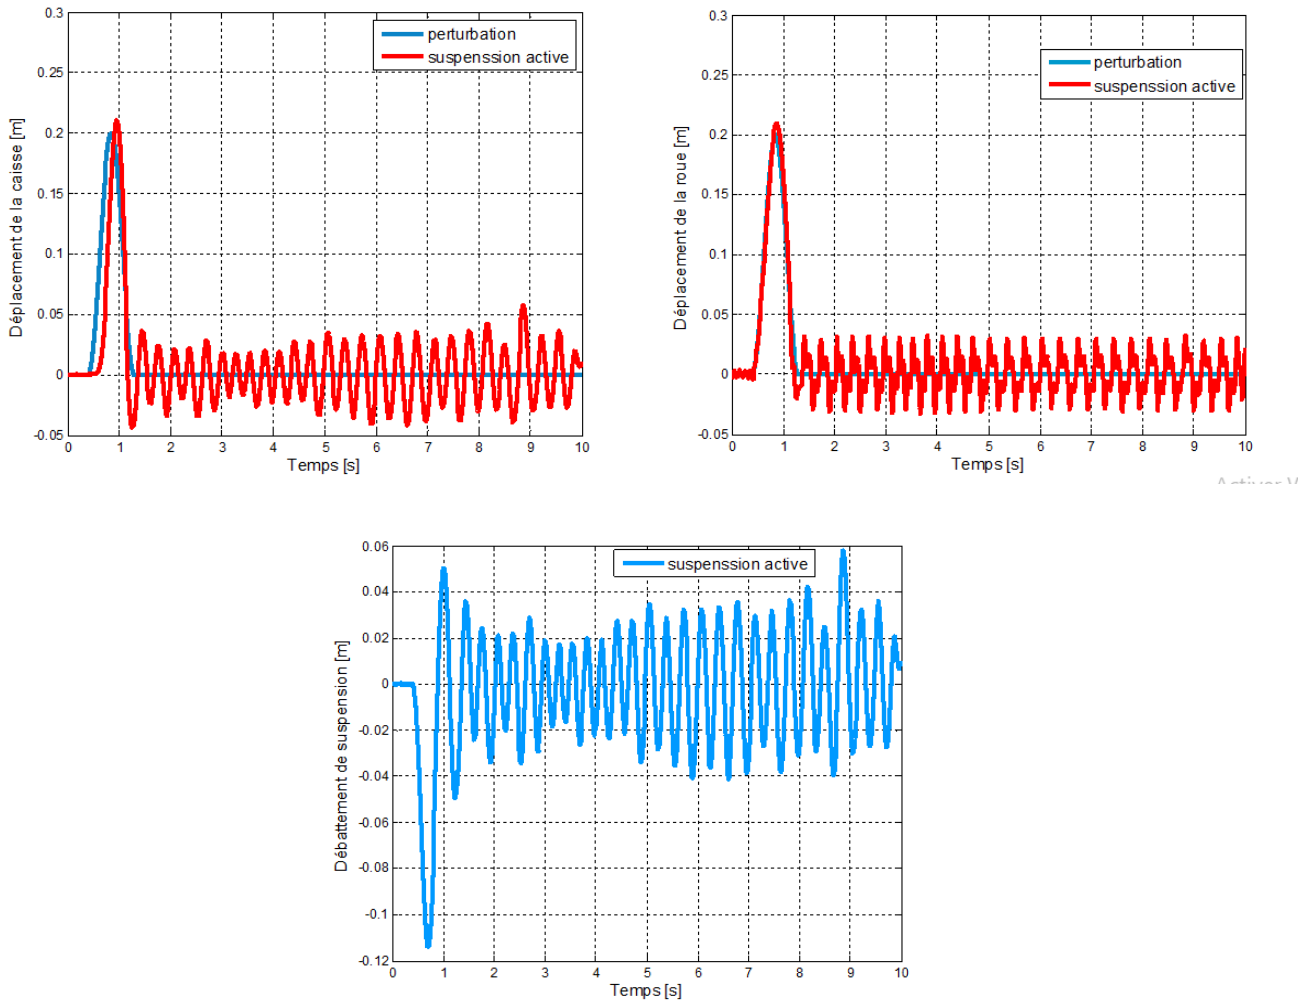 0.3
0.25
0.2
0.15
0.1
0.05
0
-0.05
Déplacement de la caisse [m]
perturbation
suspenssion active
0 1 2 3 4 5 6 7 8 9 10
Temps [s]
0.3
0.25
0.2
0.15
0.1
0.05
0
-0.05
Déplacement de la roue [m]
perturbation
suspenssion active
0 1 2 3 4 5 6 7 8 9 10
Temps [s]
0.06
0.04
0.02
0
-0.02
-0.04
-0.06
-0.08
-0.1
-0.12
Débattement de suspension [m]
suspenssion active
0 1 2 3 4 5 6 7 8 9 10
Temps [s]